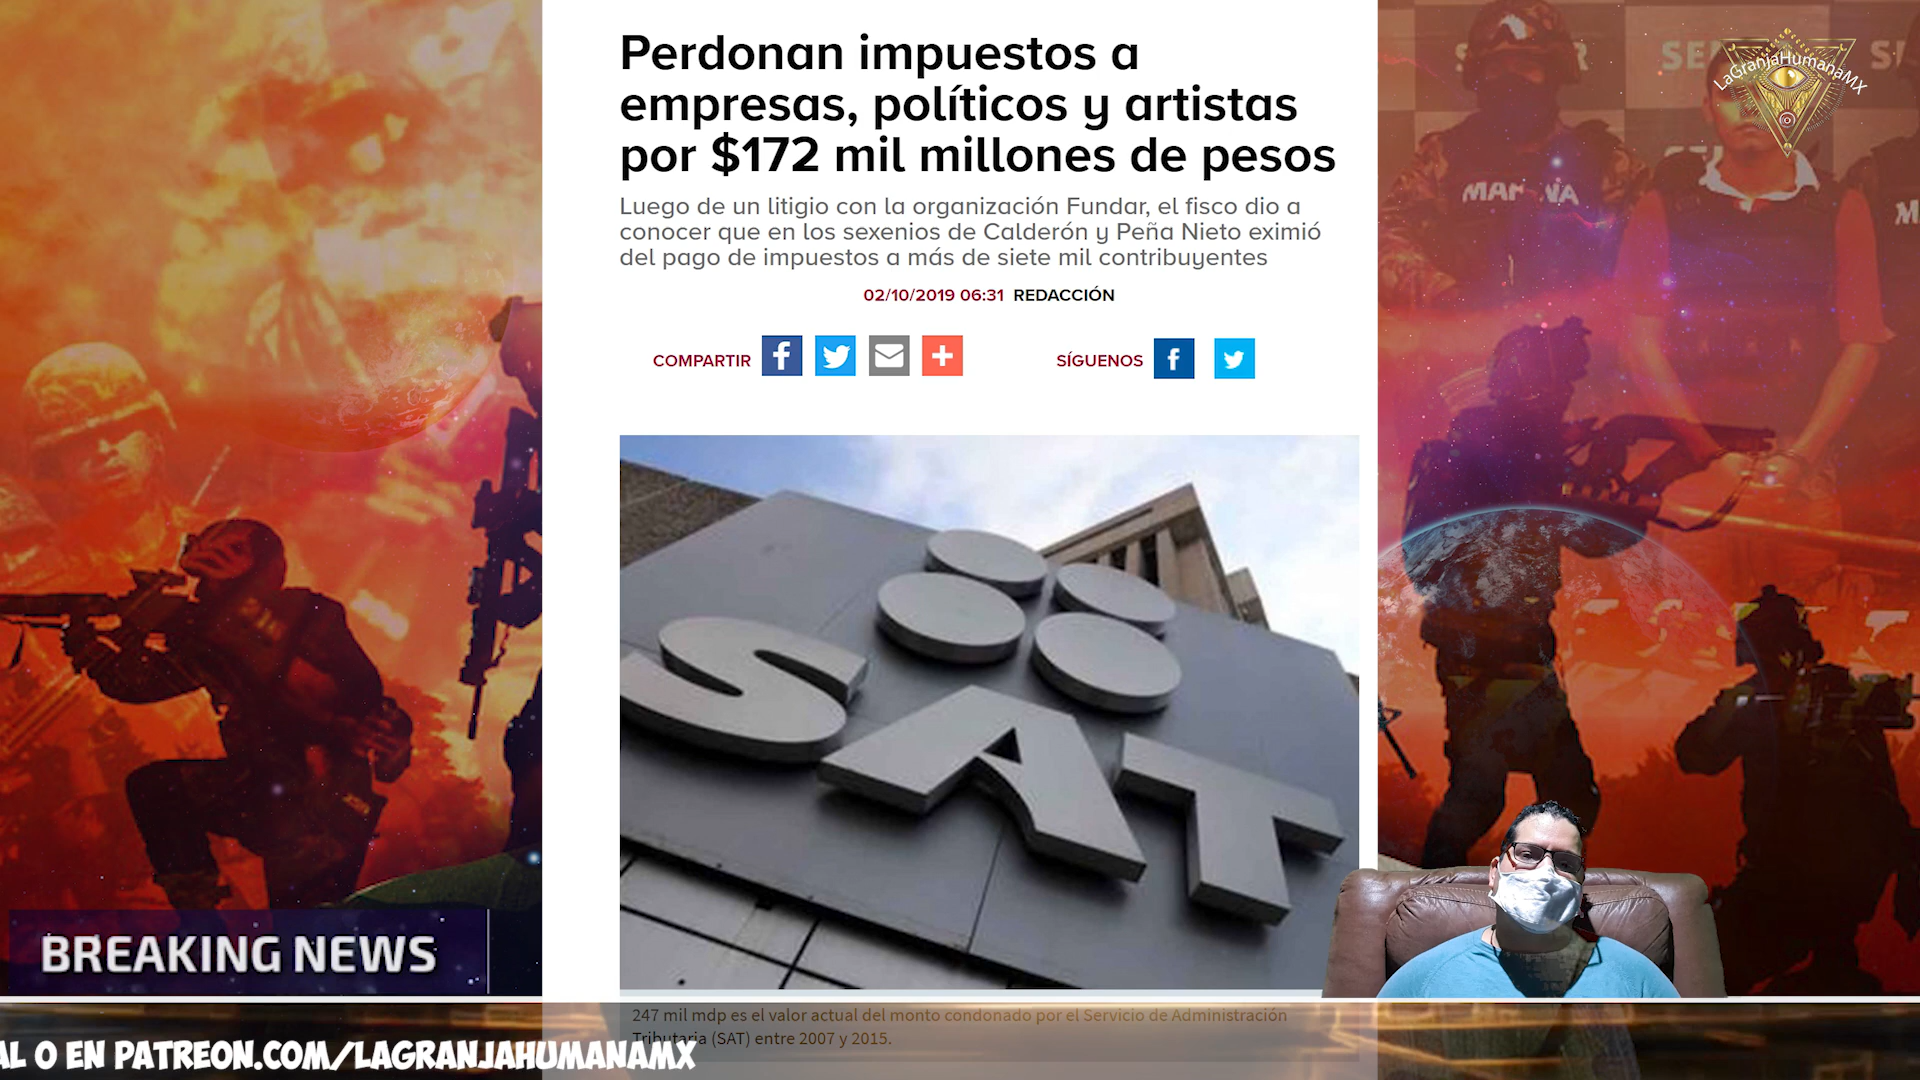 Perdonan impuestos a
empresas, políticos y artistas
por $172 mil millones de pesos
Luego de un litigio con la organización Fundar, el fisco dio a
conocer que en los sexenios de Calderón y Peña Nieto eximió
del pago de impuestos a más de siete mil contribuyentes
02/10/2019 06:31 REDACCIÓN
COMPARTIR
SÍGUENOS
LaGranjaHumanaMX
MARINA
SAT
BREAKING NEWS
247 mil mdp es el valor actual del monto condonado por el Servicio de Administración
Tributaria (SAT) entre 2007 y 2015.
AL O EN PATREON.COM/LAGRANJAHUMANAMX